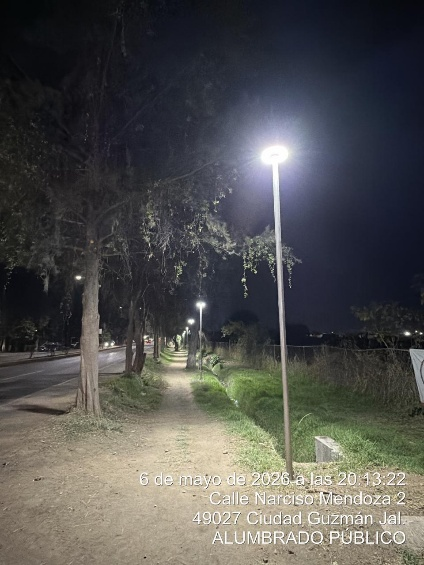 6 de mayo de 2026 a las 20:13:22
Calle Narciso Mendoza 2
49027 Ciudad Guzmán Jal.
ALUMBRADO PÚBLICO